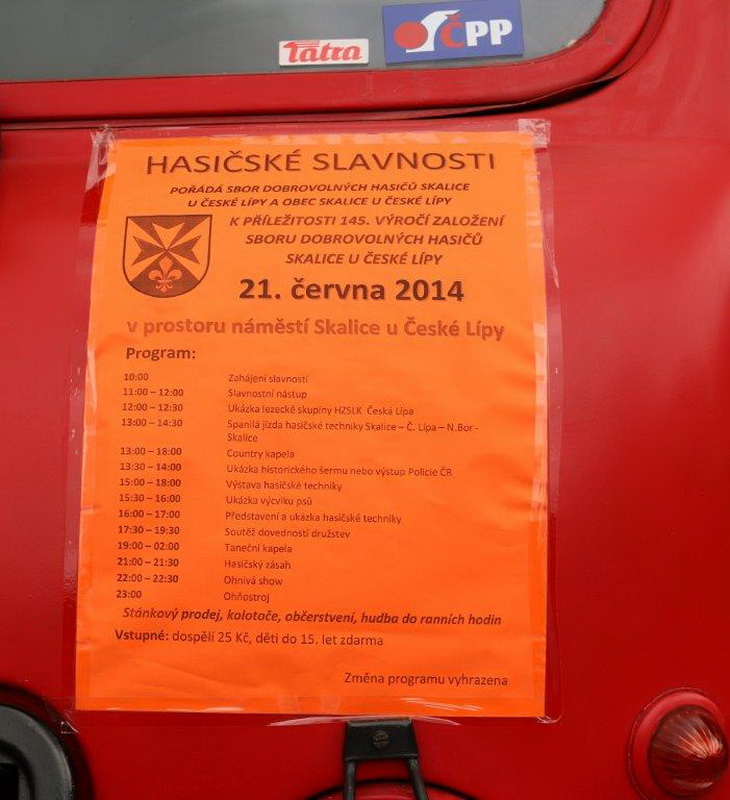 Tatra
ČPP
HASIČSKÉ SLAVNOSTI
POŘÁDÁ SBOR DOBROVOLNÝCH HASIČŮ SKALICE
U ČESKÉ LÍPY A OBEC SKALICE U ČESKÉ LÍPY
K PŘÍLEŽITOSTI 145. VÝROČÍ ZALOŽENÍ
SBORU DOBROVOLNÝCH HASIČŮ
SKALICE U ČESKÉ LÍPY
21. června 2014
v prostoru náměstí Skalice u České Lípy
Program:
10:00 Zahájení slavností
11:00 – 12:00 Slavnostní nástup
12:00 – 12:30 Ukázka lezecké skupiny HZSLK Česká Lípa
13:00 – 14:30 Spanilá jízda hasičské techniky Skalice – Č. Lípa – N.Bor -
Skalice
13:00 – 18:00 Country kapela
13:30 – 14:00 Ukázka historického šermu nebo výstup Policie ČR
15:00 – 18:00 Výstava hasičské techniky
15:30 – 16:00 Ukázka výcviku psů
16:00 – 17:00 Představení a ukázka hasičské techniky
17:30 – 19:30 Soutěž dovedností družstev
19:00 – 02:00 Taneční kapela
21:00 – 21:30 Hasičský zásah
22:00 – 22:30 Ohnivá show
23:00 Ohňostroj
Stánkový prodej, kolotoče, občerstvení, hudba do ranních hodin
Vstupné: dospělí 25 Kč, děti do 15. let zdarma
Změna programu vyhrazena